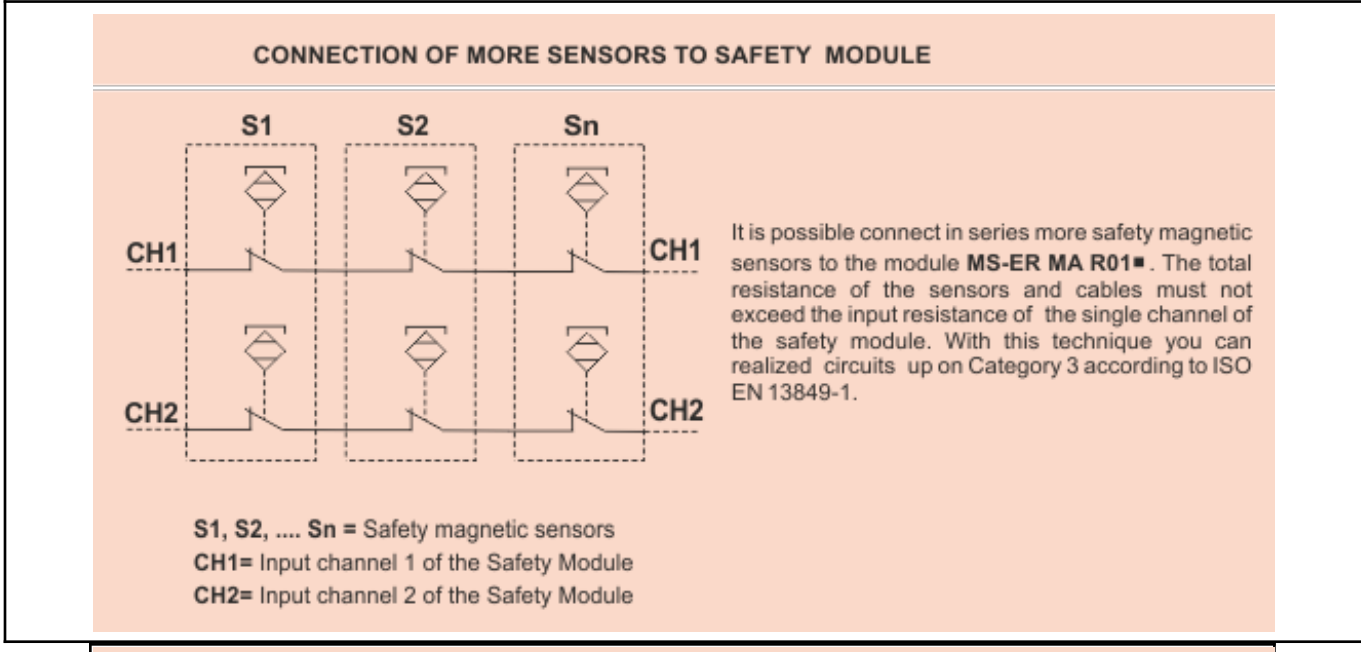 CONNECTION OF MORE SENSORS TO SAFETY MODULE
S1 S2 Sn
CH1 CH1
CH2 CH2
It is possible connect in series more safety magnetic
sensors to the module MS-ER MA R01■ . The total
resistance of the sensors and cables must not
exceed the input resistance of the single channel of
the safety module. With this technique you can
realized circuits up on Category 3 according to ISO
EN 13849-1.
S1, S2, .... Sn = Safety magnetic sensors
CH1= Input channel 1 of the Safety Module
CH2= Input channel 2 of the Safety Module